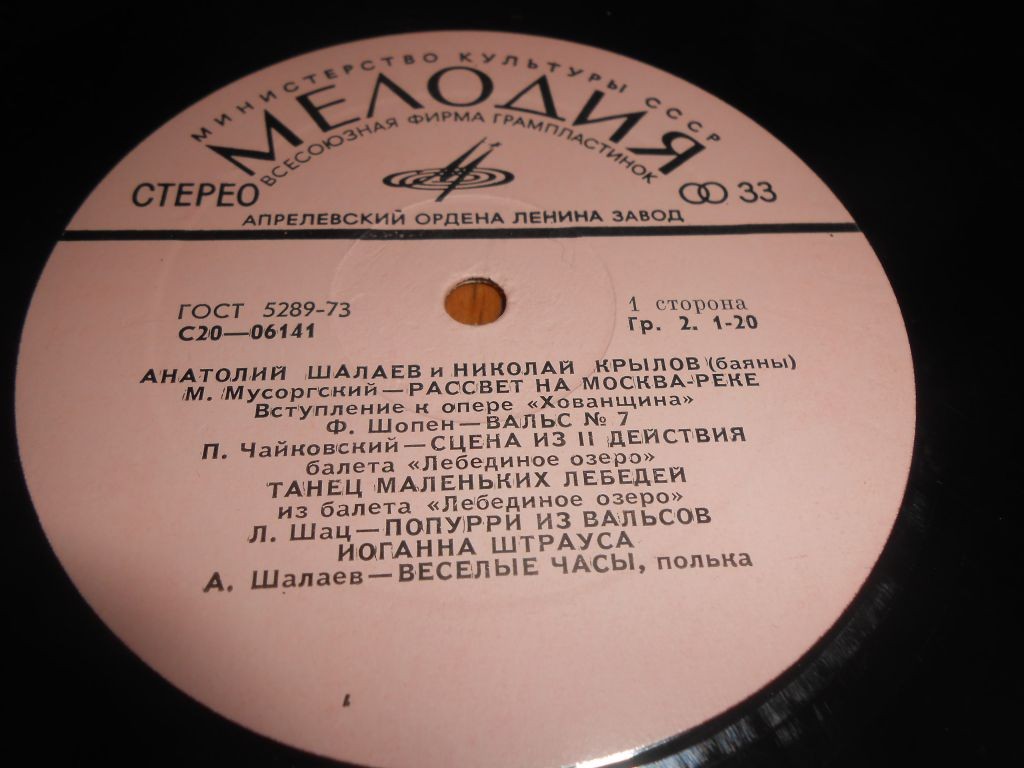 МИНИСТЕРСТВО КУЛЬТУРЫ СССР
МЕЛОДИЯ
ВСЕСОЮЗНАЯ ФИРМА ГРАМПЛАСТИНОК
СТЕРЕО 33
АПРЕЛЕВСКИЙ ОРДЕНА ЛЕНИНА ЗАВОД
ГОСТ 5289-73 1 сторона
С20—06141 Гр. 2. 1-20
АНАТОЛИЙ ШАЛАЕВ и НИКОЛАЙ КРЫЛОВ (баяны)
М. Мусоргский—РАССВЕТ НА МОСКВА-РЕКЕ
Вступление к опере «Хованщина»
Ф. Шопен—ВАЛЬС № 7
П. Чайковский—СЦЕНА ИЗ II ДЕЙСТВИЯ
балета «Лебединое озеро»
ТАНЕЦ МАЛЕНЬКИХ ЛЕБЕДЕЙ
из балета «Лебединое озеро»
Л. Шац—ПОПУРРИ ИЗ ВАЛЬСОВ
ИОГАННА ШТРАУСА
А. Шалаев—ВЕСЕЛЫЕ ЧАСЫ, полька